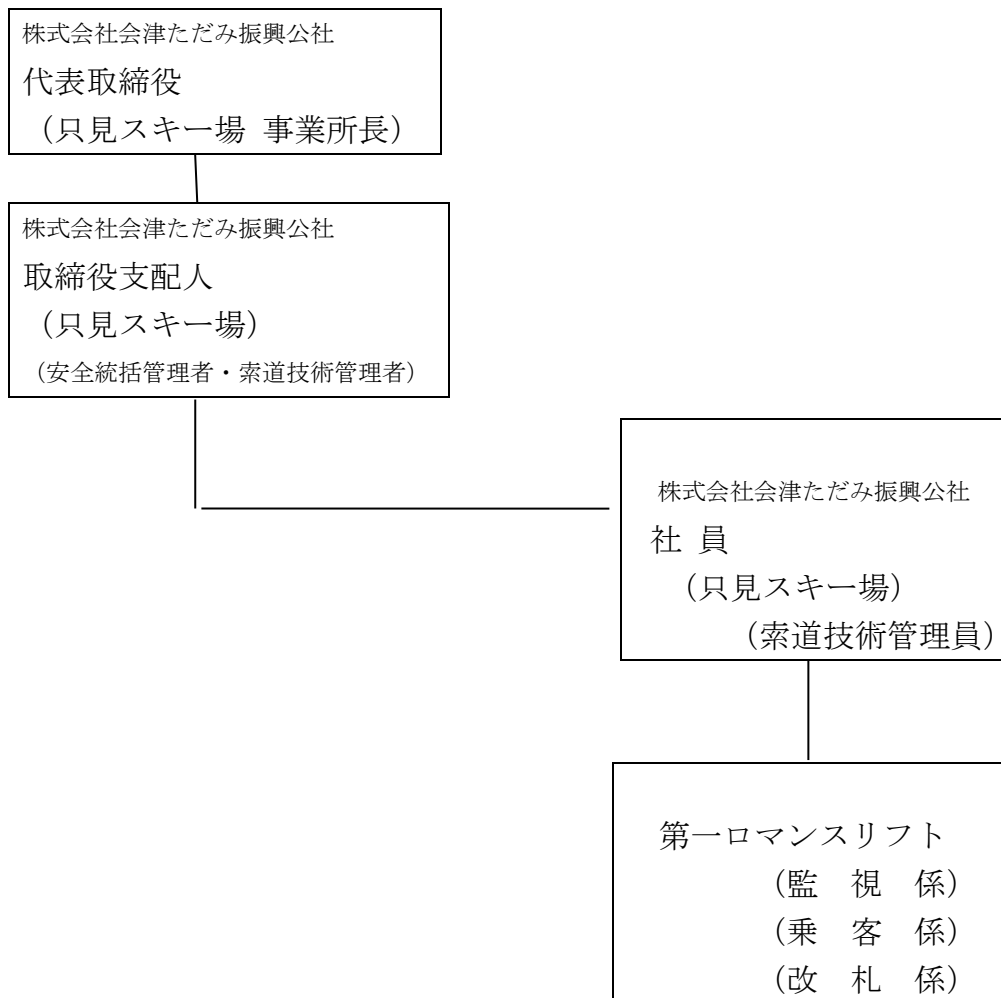 株式会社会津ただみ振興公社
代表取締役
（只見スキー場 事業所長）
株式会社会津ただみ振興公社
取締役支配人
（只見スキー場）
（安全統括管理者・索道技術管理者）
株式会社会津ただみ振興公社
社 員
（只見スキー場）
（索道技術管理員）
第一ロマンスリフト
（監　視　係）
（乗　客　係）
（改　札　係）